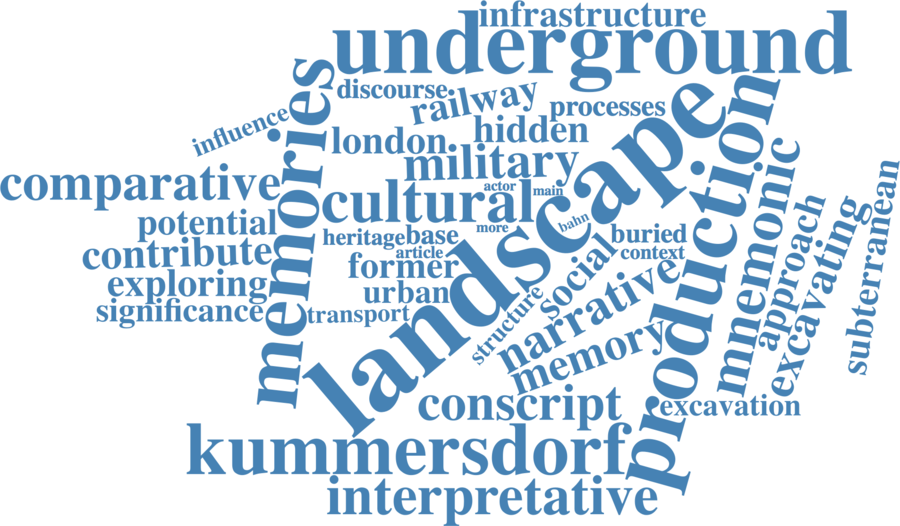 infrastructure
underground
discourse
railway
processes
influence
london
hidden
memories
military
landscape
production
comparative
cultural
actor
main
mnemonic
subterranean
potential
more
bahn
buried
approach
excavating
contribute
heritage
base
article
context
social
exploring
former
narrative
significance
urban
transport
structure
memory
conscript
excavation
kummersdorf
interpretative